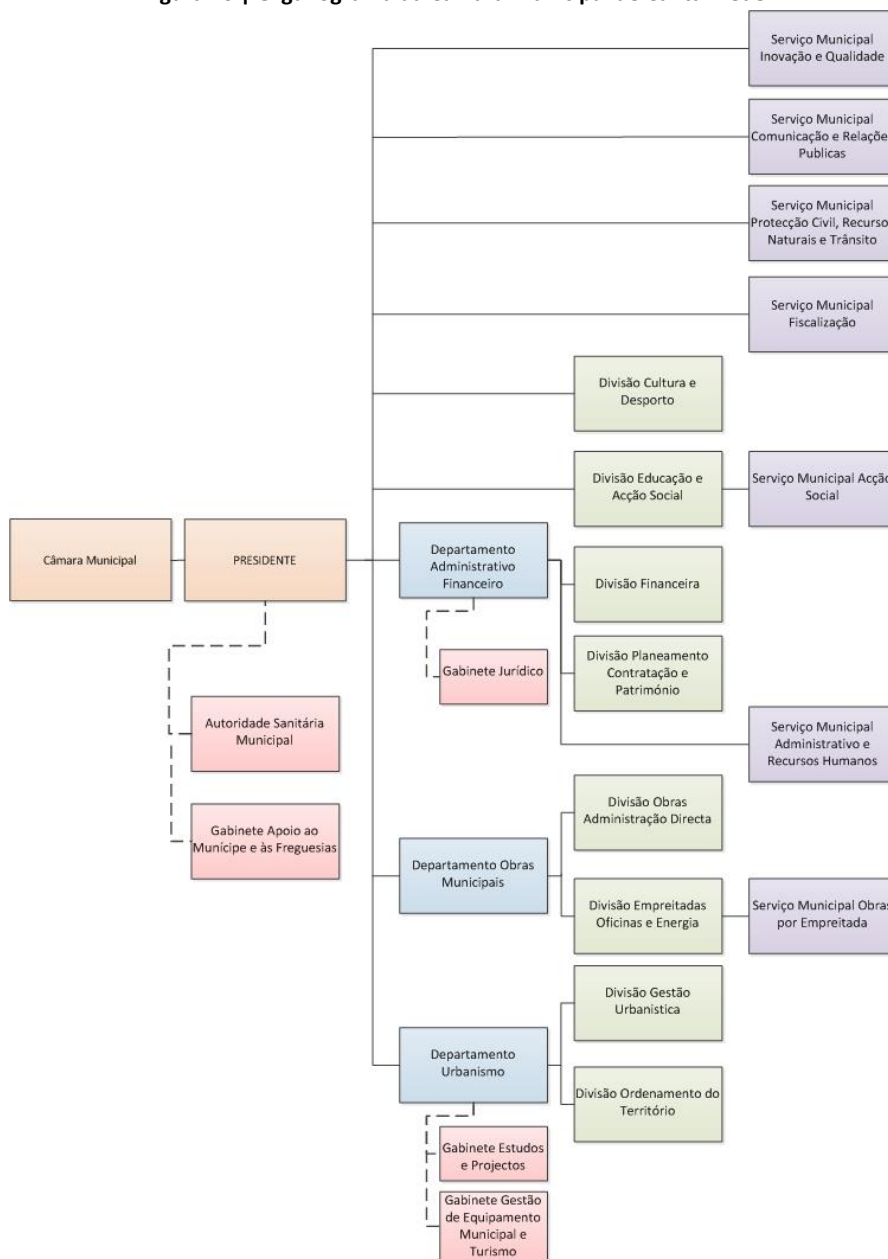 Serviço Municipal
Inovação e Qualidade
Serviço Municipal
Comunicação e Relaçõe
Publicas
Serviço Municipal
Protecção Civil, Recurso
Naturais e Trânsito
Serviço Municipal
Fiscalização
Divisão Cultura e
Desporto
Divisão Educação e
Acção Social
Serviço Municipal Acção
Social
Câmara Municipal
PRESIDENTE
Departamento
Administrativo
Financeiro
Divisão Financeira
Gabinete Jurídico
Divisão Planeamento
Contratação e
Património
Autoridade Sanitária
Municipal
Serviço Municipal
Administrativo e
Recursos Humanos
Gabinete Apoio ao
Munícipe e às Freguesias
Departamento Obras
Municipais
Divisão Obras
Administração Directa
Divisão Empreitadas
Oficinas e Energia
Serviço Municipal Obras
por Empreitada
Departamento
Urbanismo
Divisão Gestão
Urbanistica
Divisão Ordenamento do
Território
Gabinete Estudos
e Projectos
Gabinete Gestão
de Equipamento
Municipal e
Turismo